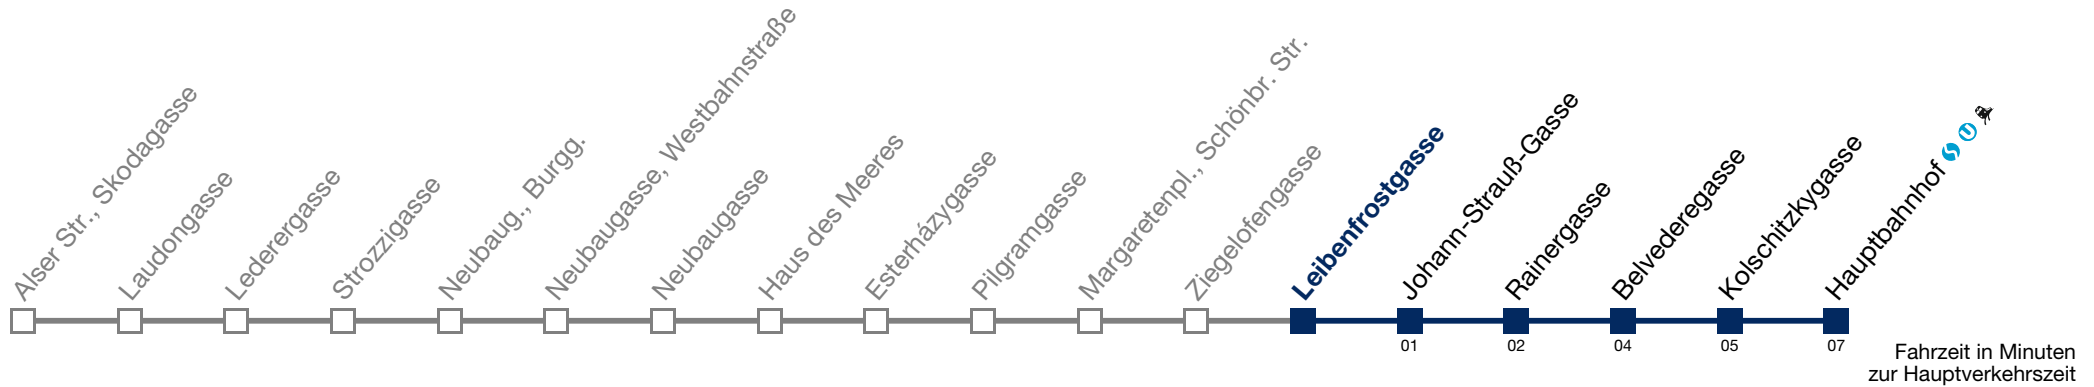 Alser Str., Skodagasse
Laudongasse
Lederergasse
Strozzigasse
Neubaug., Burgg.
Neubaugasse, Westbahnstraße
Neubaugasse
Haus des Meeres
Esterházygasse
Pilgramgasse
Margaretenpl., Schönbr. Str.
Ziegelofengasse
Leibenfrostgasse
Johann-Strauß-Gasse
Rainergasse
Belvederegasse
Kolschitzkygasse
Hauptbahnhof S U
01
02
04
05
07
Fahrzeit in Minuten
zur Hauptverkehrszeit